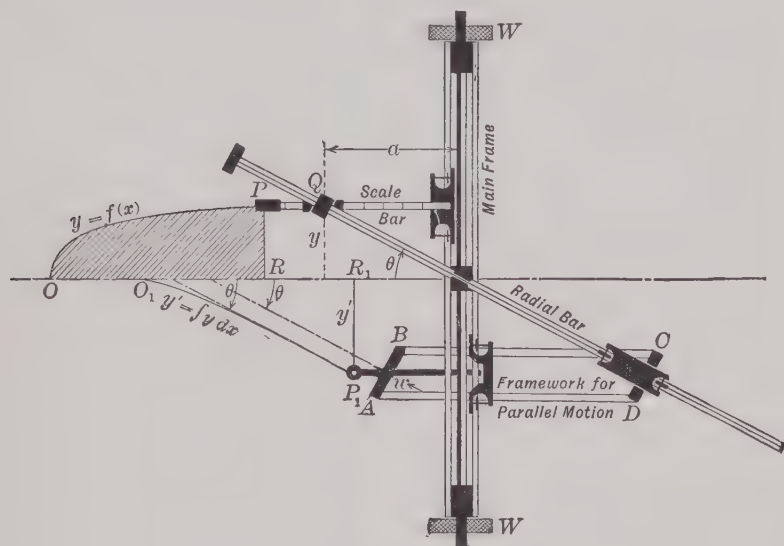 W
Main Frame
a
Q
Scale
P
Bar
y = f(x)
y
θ
O
O₁
R
R₁
θ
θ
y' = ∫y dx
y'
Radial Bar
B
C
P₁
A
w
Framework for
Parallel Motion
D
W